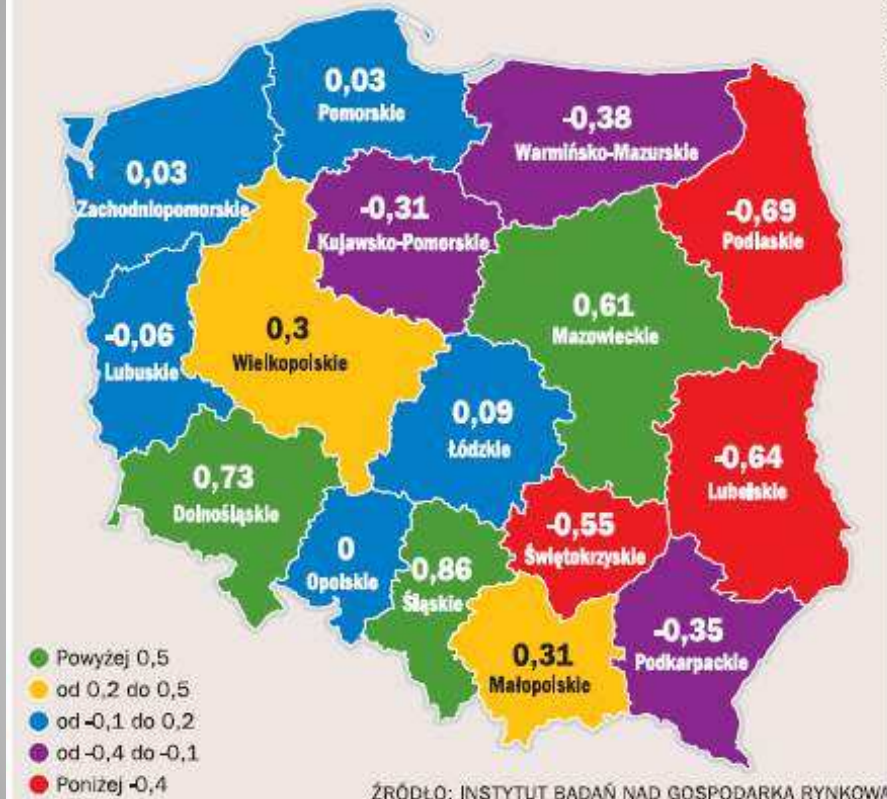 0,03
Pomorskie
-0,38
Warmińsko-Mazurskie
0,03
Zachodniopomorskie
-0,31
Kujawsko-Pomorskie
-0,69
Podlaskie
0,61
Mazowieckie
-0,06
Lubuskie
0,3
Wielkopolskie
0,09
Łódzkie
-0,64
Lubelskie
0,73
Dolnośląskie
-0,55
Świętokrzyskie
0
Opolskie
0,86
Śląskie
-0,35
Podkarpackie
0,31
Małopolskie
Powyżej 0,5
od 0,2 do 0,5
od -0,1 do 0,2
od -0,4 do -0,1
Poniżej -0,4
ŹRÓDŁO: INSTYTUT BADAŃ NAD GOSPODARKA RYNKOWA